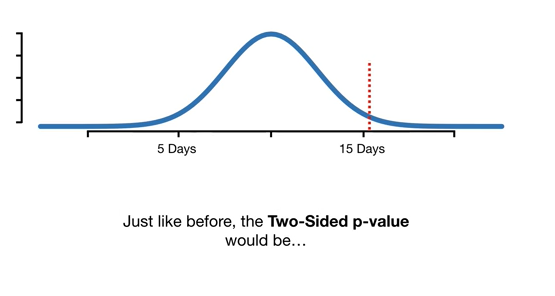 5 Days
15 Days
Just like before, the Two-Sided p-value
would be…